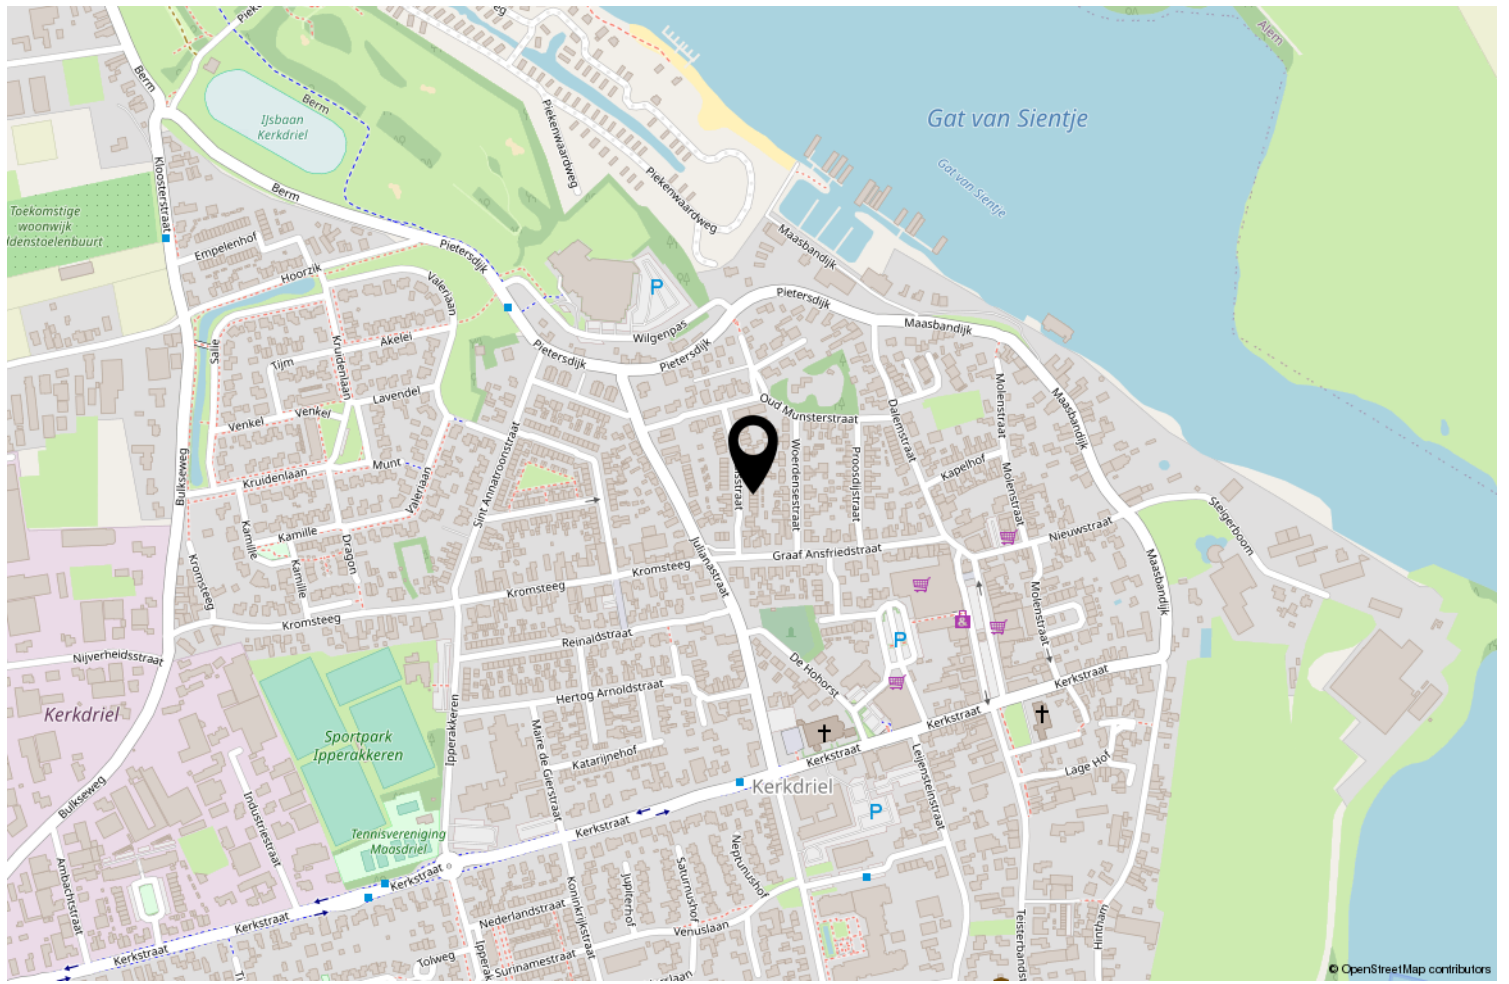 Berm
Alem
IJsbaan
Kerkdriel
Berm
Gat van Sientje
Piekenwaardweg
Kloosterstraat
Gat van Sientje
Berm
Piekenwaardweg
Toekomstige
woonwijk
Empelenhof
Maasbandijk
Pietersdijk
Hoorzik
Valeriaan
P
Pietersdijk
Maasbandijk
Wilgenpas
Salie
Akelei
Kruidenlaan
Pietersdijk
Pietersdijk
Tijm
Lavendel
Molenstraat
Maasbandijk
Venkel
Venkel
Oud Munsterstraat
Dalemstraat
Sint Annatroonstraat
Woerdensestraat
Proosdijstraat
Kapelhof
Bulkseweg
Kruidenlaan
Munt
Valeriaan
Molenstraat
Steigerboom
Kamille
Kamille
Dragon
Nieuwstraat
Julianastraat
Graaf Ansfriedstraat
Kromsteeg
Maasbandijk
Kamille
Kromsteeg
Kromsteeg
Kromsteeg
Molenstraat
Reinaldstraat
P
Nijverheidsstraat
De Hohorst
Kerkstraat
Hertog Arnoldstraat
Ipperakkeren
Kerkdriel
Kerkstraat
Maire de Gierstraat
Sportpark
Ipperakkeren
Kerkstraat
Leijensteinstraat
Katarijnehof
Lage Hof
Bulkseweg
Kerkdriel
Industriestraat
P
Kerkstraat
Tennisvereniging
Maasdriel
Neptunushof
Ambachtstraat
Saturnushof
Jupiterhof
Kerkstraat
Koninkrijkstraat
Nederlandstraat
Kerkstraat
Teisterbandst
Hintham
Venuslaan
Kerkstraat
Tolweg
Ipperak
Surinamestraat
© OpenStreetMap contributors